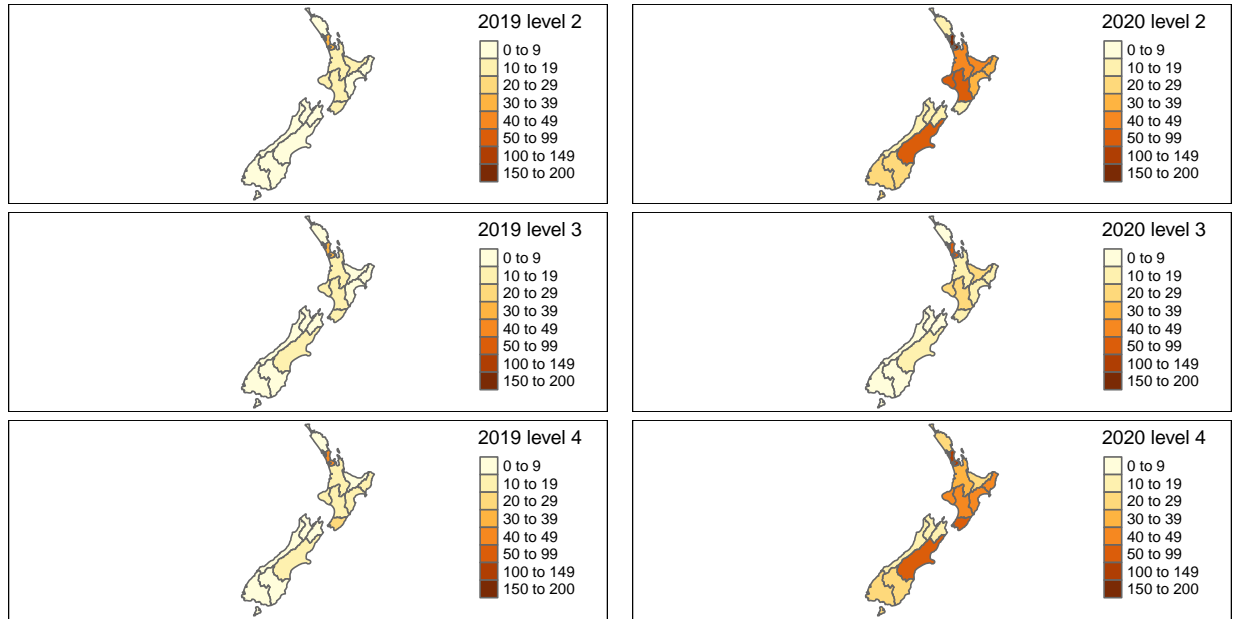 2019 level 2
0 to 9
10 to 19
20 to 29
30 to 39
40 to 49
50 to 99
100 to 149
150 to 200
2020 level 2
0 to 9
10 to 19
20 to 29
30 to 39
40 to 49
50 to 99
100 to 149
150 to 200
2019 level 3
0 to 9
10 to 19
20 to 29
30 to 39
40 to 49
50 to 99
100 to 149
150 to 200
2020 level 3
0 to 9
10 to 19
20 to 29
30 to 39
40 to 49
50 to 99
100 to 149
150 to 200
2019 level 4
0 to 9
10 to 19
20 to 29
30 to 39
40 to 49
50 to 99
100 to 149
150 to 200
2020 level 4
0 to 9
10 to 19
20 to 29
30 to 39
40 to 49
50 to 99
100 to 149
150 to 200